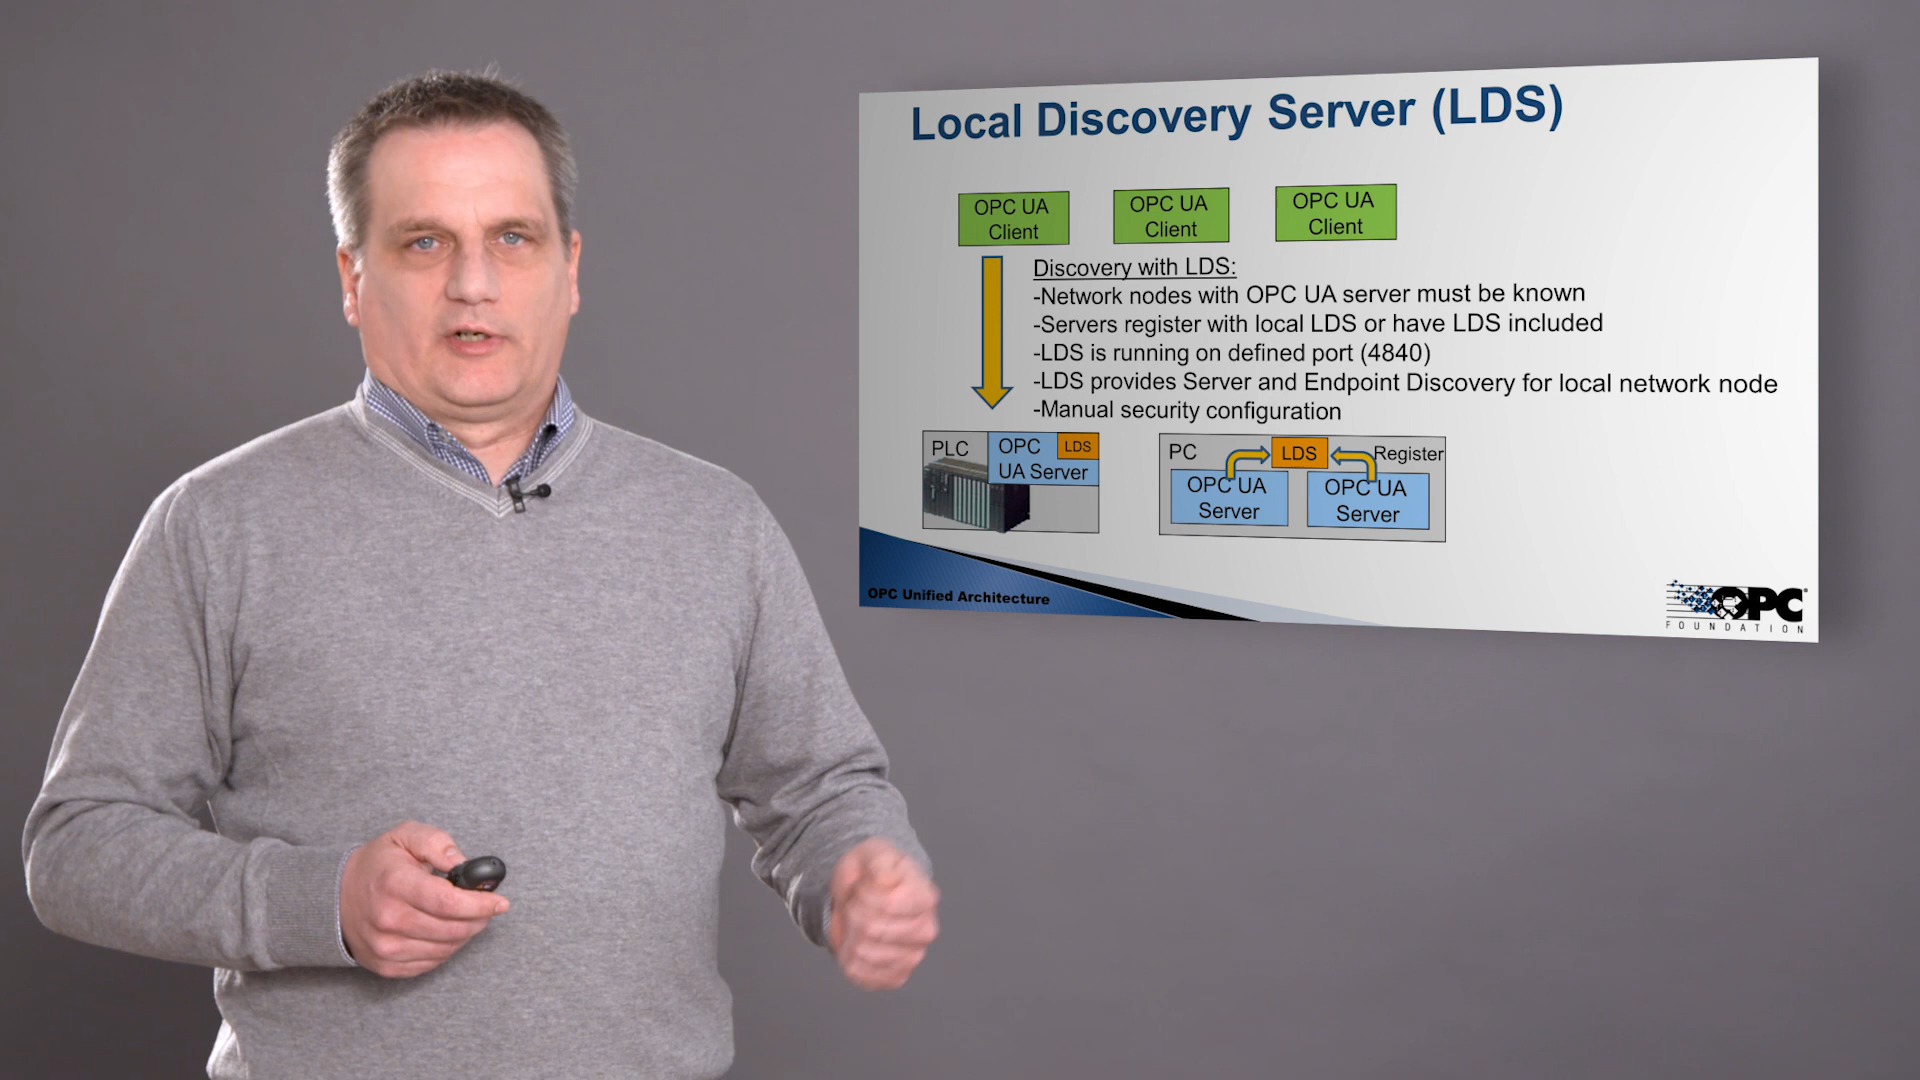 Local Discovery Server (LDS)
OPC UA
Client
OPC UA
Client
OPC UA
Client
Discovery with LDS:
-Network nodes with OPC UA server must be known
-Servers register with local LDS or have LDS included
-LDS is running on defined port (4840)
-LDS provides Server and Endpoint Discovery for local network node
-Manual security configuration
PLC
OPC
UA Server
LDS
PC
LDS
Register
OPC UA
Server
OPC UA
Server
OPC Unified Architecture
OPC
FOUNDATION